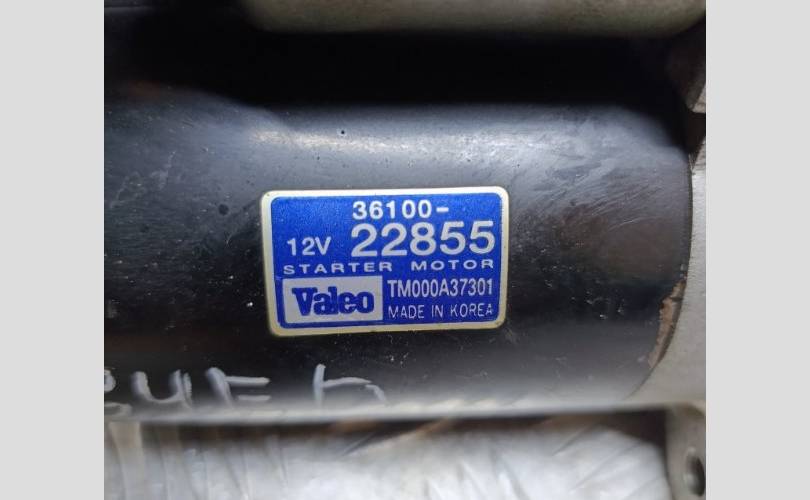 36100-
12V 22855
STARTER MOTOR
Valeo TM000A37301
MADE IN KOREA